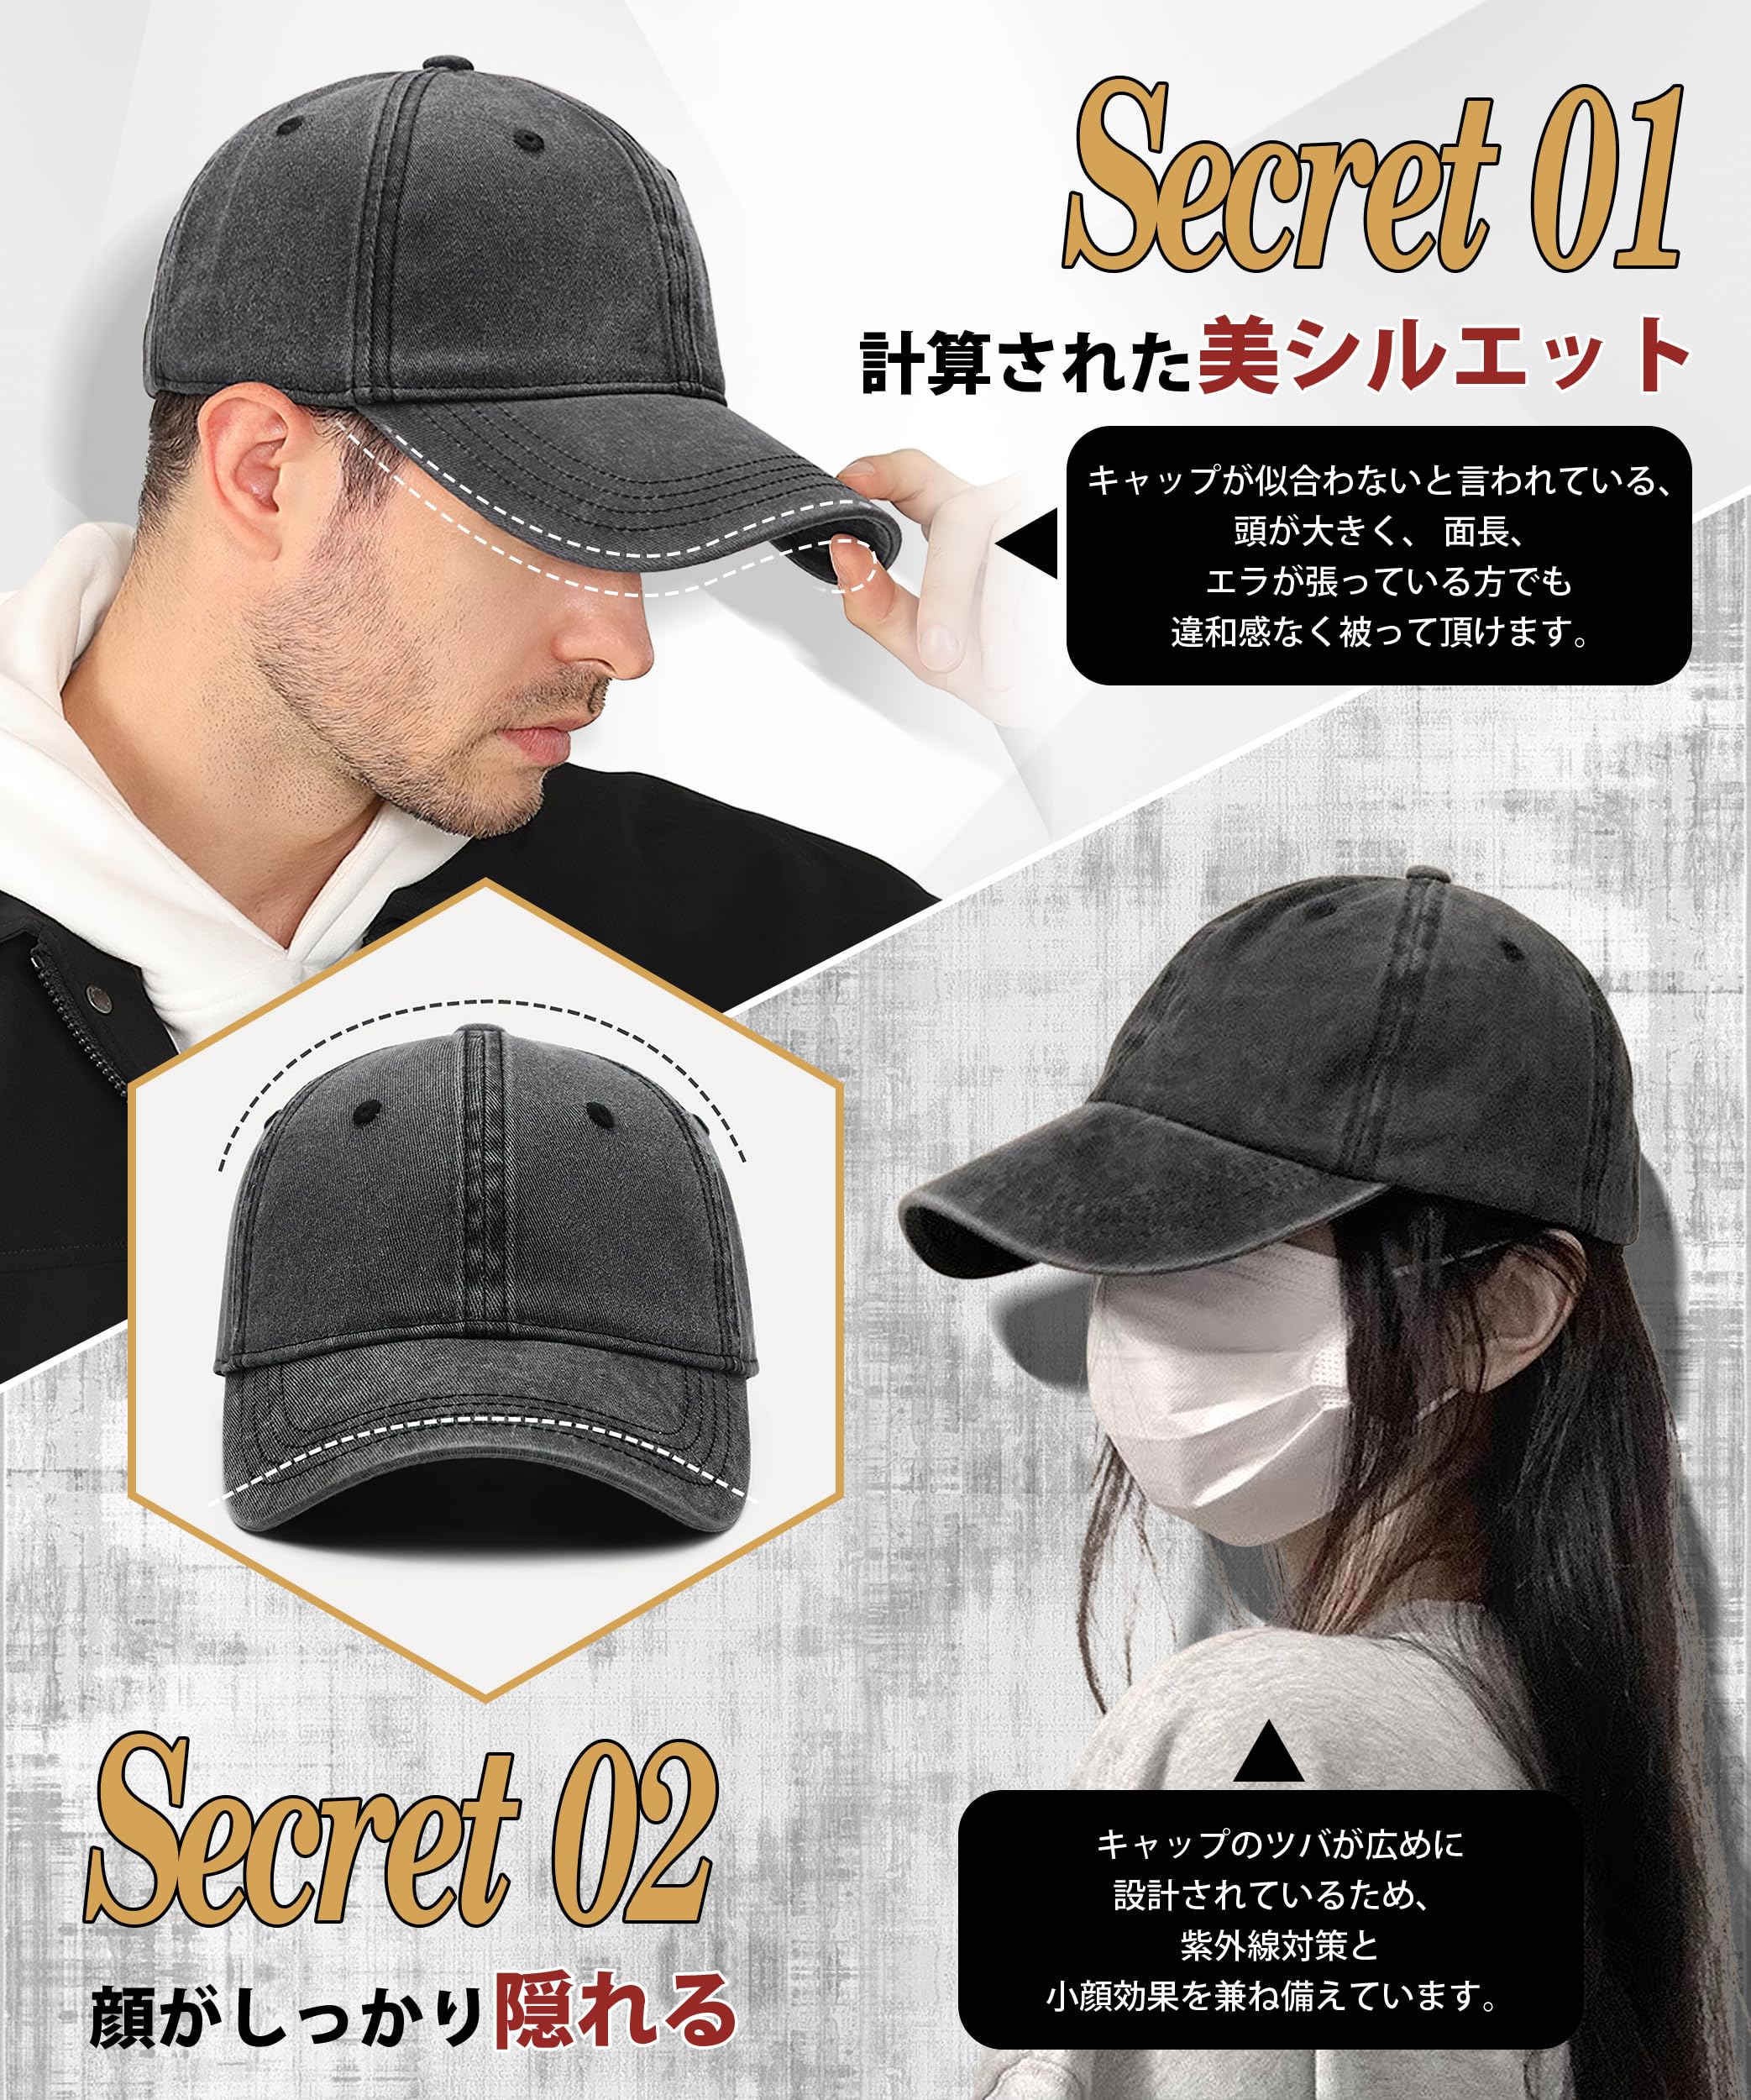 Secret 01
計算された美シルエット
キャップが似合わないと言われている、
頭が大きく、 面長、
エラが張っている方でも
違和感なく被って頂けます。
Secret 02
顔がしっかり隠れる
キャップのツバが広めに
設計されているため、
紫外線対策と
小顔効果を兼ね備えています。